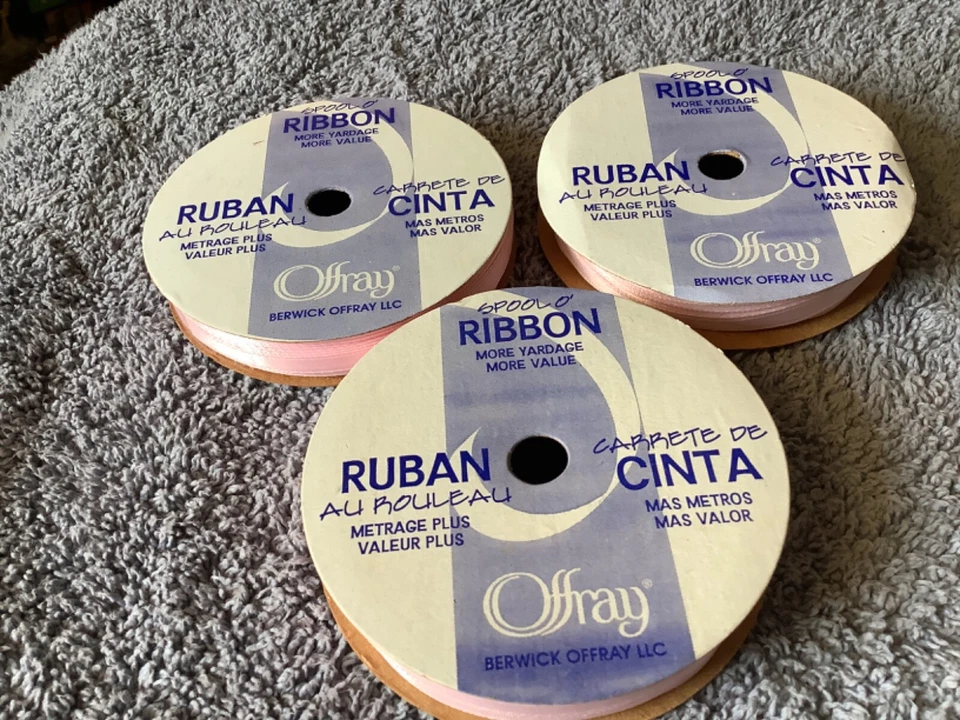 SPOOL O'
RIBBON
MORE YARDAGE
MORE VALUE
RUBAN
AU ROULEAU
METRAGE PLUS
VALEUR PLUS
CARRETE DE
CINTA
MAS METROS
MAS VALOR
Offray®
BERWICK OFFRAY LLC
SPOOL O'
RIBBON
MORE YARDAGE
MORE VALUE
RUBAN
AU ROULEAU
METRAGE PLUS
VALEUR PLUS
CARRETE DE
CINTA
MAS METROS
MAS VALOR
Offray®
BERWICK OFFRAY LLC
SPOOL O'
RIBBON
MORE YARDAGE
MORE VALUE
RUBAN
AU ROULEAU
METRAGE PLUS
VALEUR PLUS
CARRETE DE
CINTA
MAS METROS
MAS VALOR
Offray®
BERWICK OFFRAY LLC